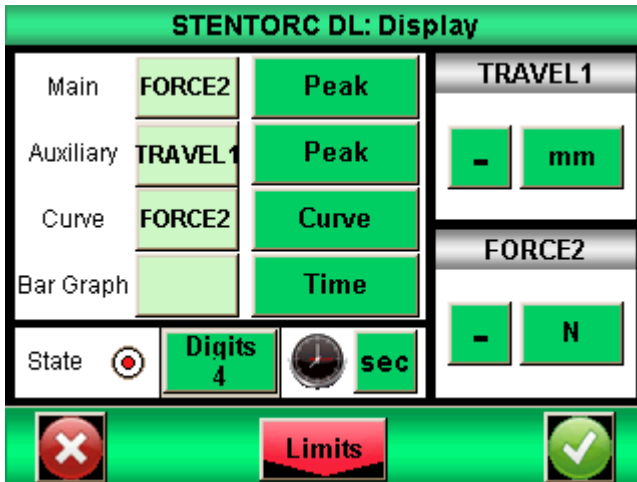 STENTORC DL: Display
Main FORCE2 Peak
Auxiliary TRAVEL1 Peak
Curve FORCE2 Curve
Bar Graph Time
State Digits 4 sec
TRAVEL1
- mm
FORCE2
- N
Limits